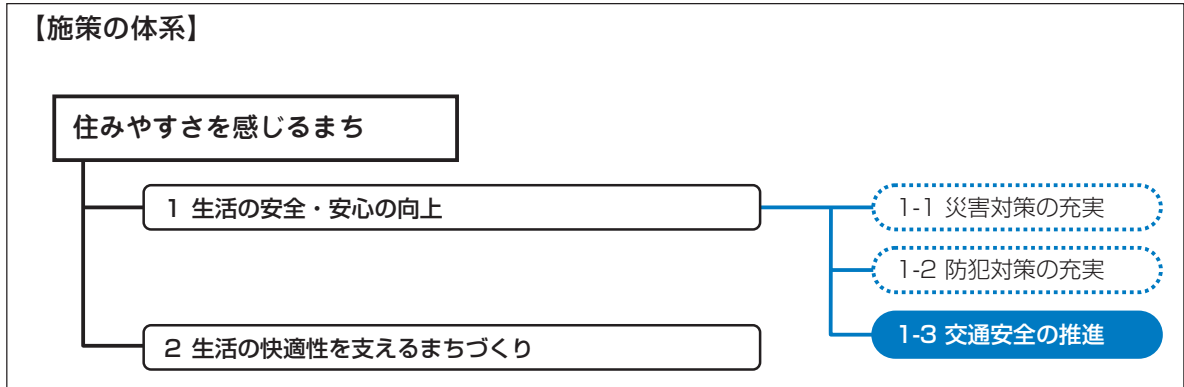 【施策の体系】
住みやすさを感じるまち
1 生活の安全・安心の向上
1-1 災害対策の充実
1-2 防犯対策の充実
1-3 交通安全の推進
2 生活の快適性を支えるまちづくり